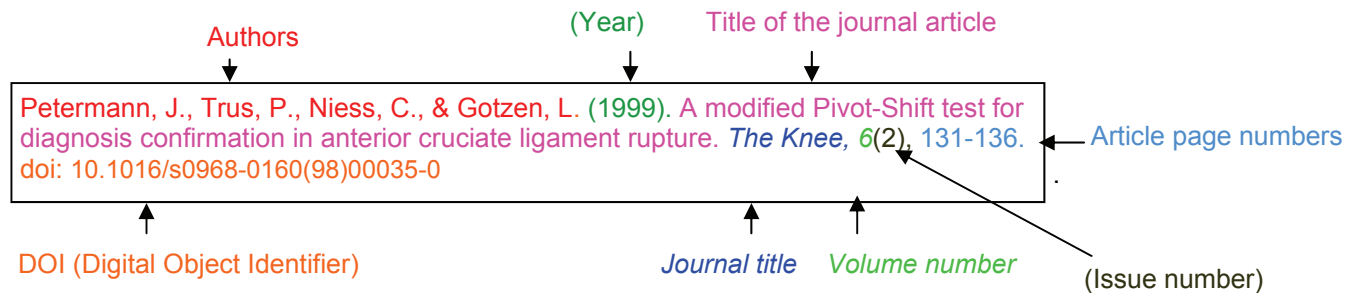 (Year) Title of the journal article
Authors
Petermann, J., Trus, P., Niess, C., & Gotzen, L. (1999). A modified Pivot-Shift test for
diagnosis confirmation in anterior cruciate ligament rupture. The Knee, 6(2), 131-136.
doi: 10.1016/s0968-0160(98)00035-0
Article page numbers
.
DOI (Digital Object Identifier) Journal title Volume number
(Issue number)